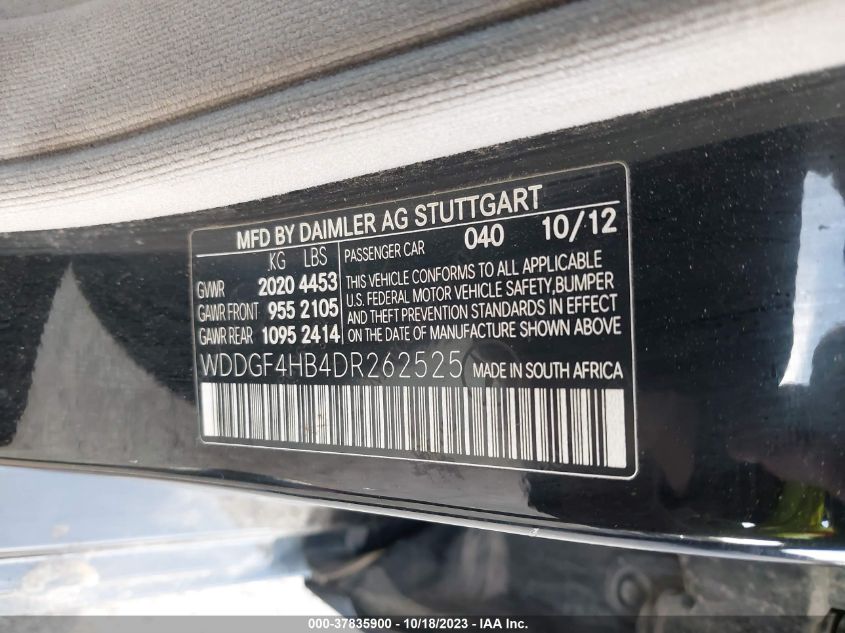 MFD BY DAIMLER AG STUTTGART
KG LBS
GVWR 2020 4453
GAWR FRONT 955 2105
GAWR REAR 1095 2414
PASSENGER CAR 040 10/12
THIS VEHICLE CONFORMS TO ALL APPLICABLE
U.S. FEDERAL MOTOR VEHICLE SAFETY,BUMPER
AND THEFT PREVENTION STANDARDS IN EFFECT
ON THE DATE OF MANUFACTURE SHOWN ABOVE
WDDGF4HB4DR262525 MADE IN SOUTH AFRICA
000-37835900 - 10/18/2023 - IAA Inc.